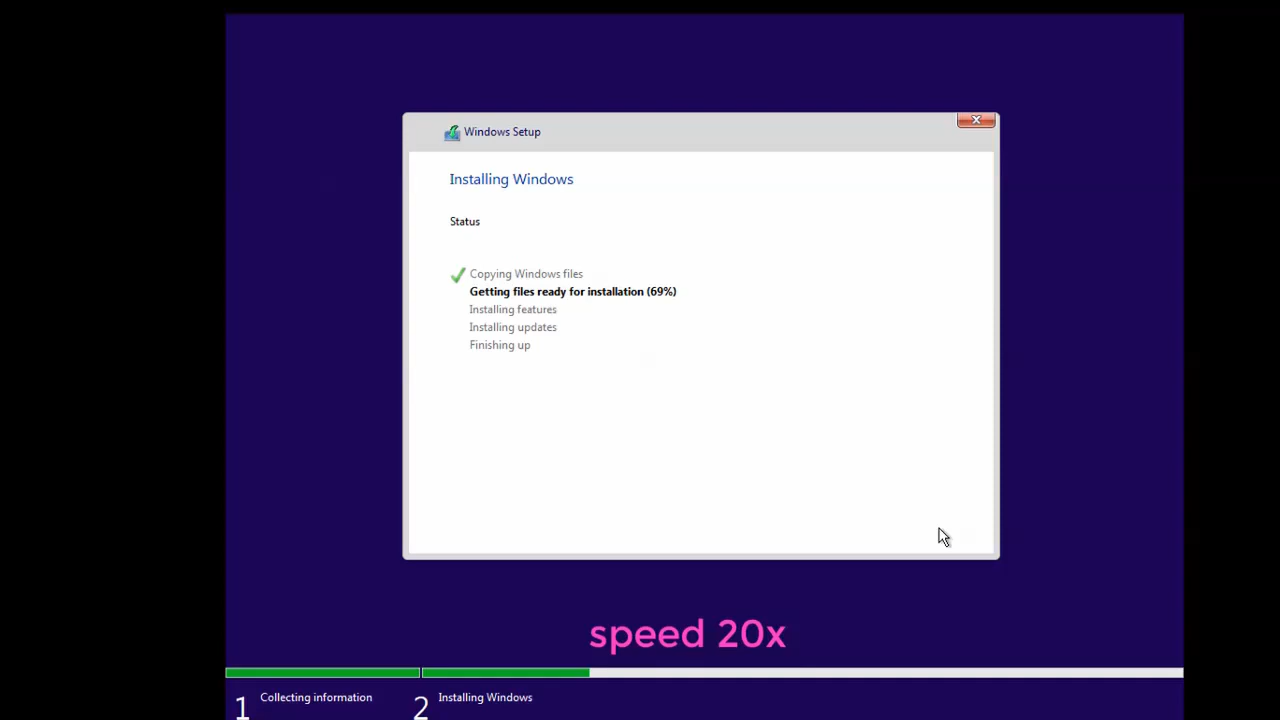 Windows Setup
Installing Windows
Status
Copying Windows files
Getting files ready for installation (69%)
Installing features
Installing updates
Finishing up
speed 20x
1 Collecting information
2 Installing Windows